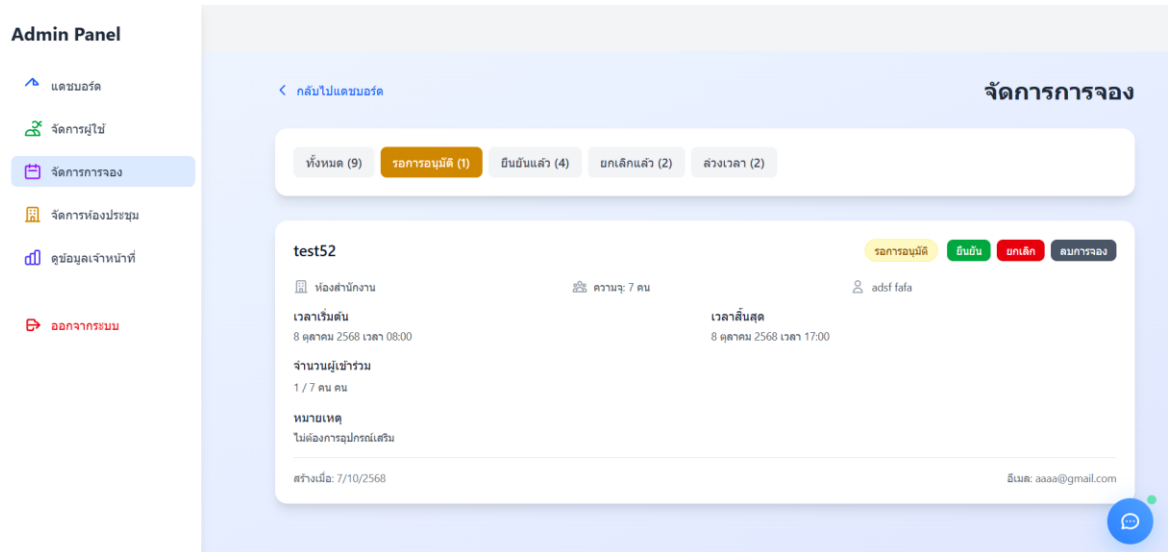 Admin Panel
แดชบอร์ด
จัดการผู้ใช้
จัดการการจอง
จัดการห้องประชุม
ดูข้อมูลเจ้าหน้าที่
ออกจากระบบ
กลับไปแดชบอร์ด
จัดการการจอง
ทั้งหมด (9) รอการอนุมัติ (1) ยืนยันแล้ว (4) ยกเลิกแล้ว (2) ล่วงเวลา (2)
test52 รอการอนุมัติ ยืนยัน ยกเลิก ลบการจอง
ห้องสำนักงาน ความจุ: 7 คน adsf fafa
เวลาเริ่มต้น เวลาสิ้นสุด
8 ตุลาคม 2568 เวลา 08:00 8 ตุลาคม 2568 เวลา 17:00
จำนวนผู้เข้าร่วม
1 / 7 คน คน
หมายเหตุ
ไม่ต้องการอุปกรณ์เสริม
สร้างเมื่อ: 7/10/2568 อีเมล: aaaa@gmail.com